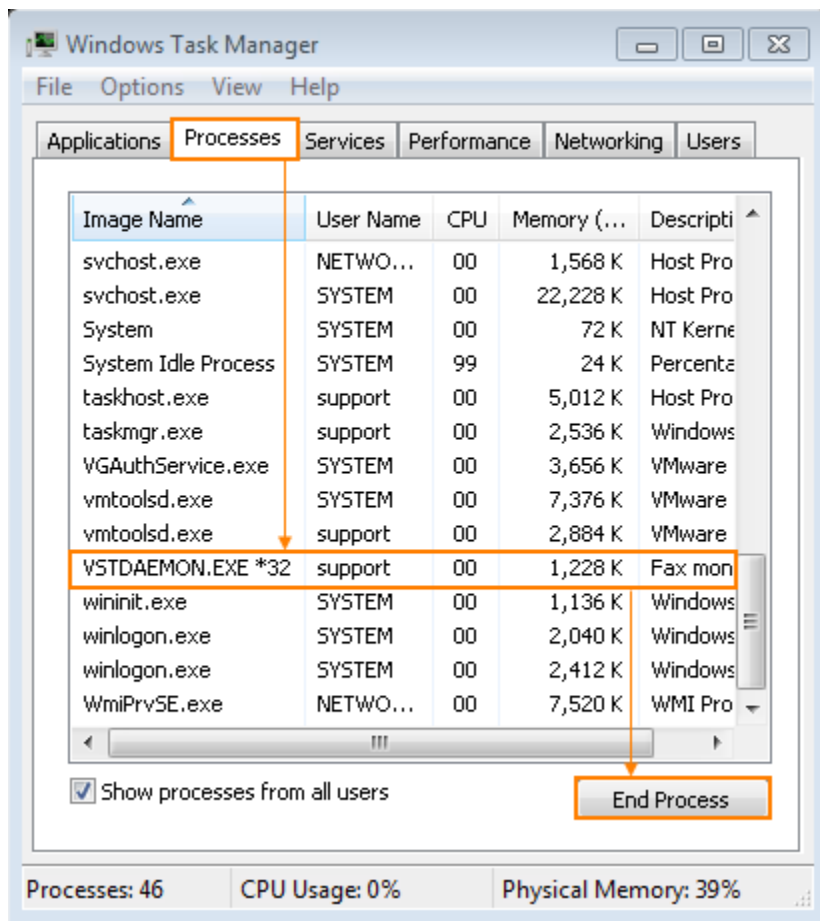 Windows Task Manager
File Options View Help
Applications Processes Services Performance Networking Users
Image Name User Name CPU Memory (... Descripti
svchost.exe NETWO... 00 1,568 K Host Pro
svchost.exe SYSTEM 00 22,228 K Host Pro
System SYSTEM 00 72 K NT Kerne
System Idle Process SYSTEM 99 24 K Percenta
taskhost.exe support 00 5,012 K Host Pro
taskmgr.exe support 00 2,536 K Windows
VGAuthService.exe SYSTEM 00 3,656 K VMware
vmtoolsd.exe SYSTEM 00 7,376 K VMware
vmtoolsd.exe support 00 2,884 K VMware
VSTDAEMON.EXE *32 support 00 1,228 K Fax mon
wininit.exe SYSTEM 00 1,136 K Windows
winlogon.exe SYSTEM 00 2,040 K Windows
winlogon.exe SYSTEM 00 2,412 K Windows
WmiPrvSE.exe NETWO... 00 7,520 K WMI Pro
Show processes from all users
End Process
Processes: 46 CPU Usage: 0% Physical Memory: 39%